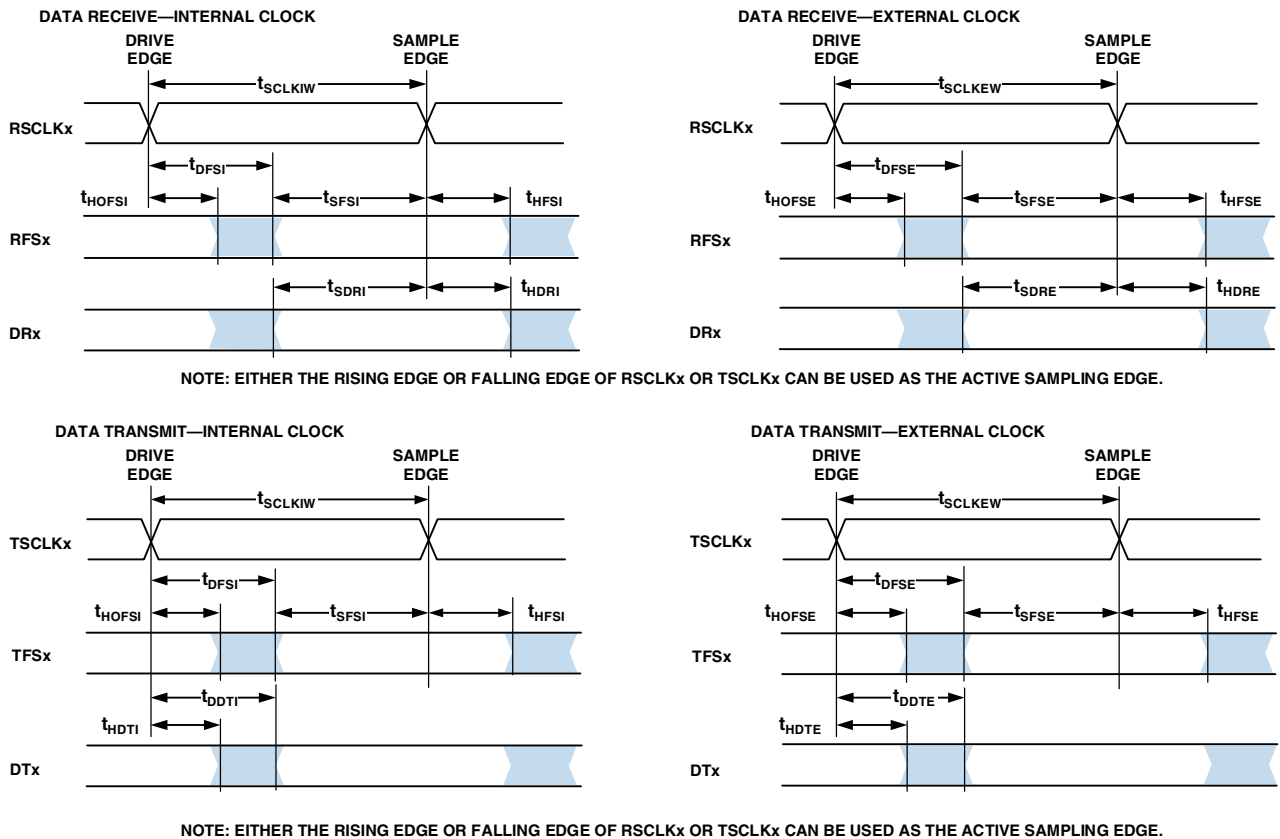 DATA RECEIVE—INTERNAL CLOCK
DRIVE
EDGE
SAMPLE
EDGE
tSCLKIW
RSCLKx
tDFSI
tHOFSI
tSFSI
tHFSI
RFSx
tSDRI
tHDRI
DRx
DATA RECEIVE—EXTERNAL CLOCK
DRIVE
EDGE
SAMPLE
EDGE
tSCLKEW
RSCLKx
tDFSE
tHOFSE
tSFSE
tHFSE
RFSx
tSDRE
tHDRE
DRx
NOTE: EITHER THE RISING EDGE OR FALLING EDGE OF RSCLKx OR TSCLKx CAN BE USED AS THE ACTIVE SAMPLING EDGE.
DATA TRANSMIT—INTERNAL CLOCK
DRIVE
EDGE
SAMPLE
EDGE
tSCLKIW
TSCLKx
tDFSI
tHOFSI
tSFSI
tHFSI
TFSx
tDDTI
tHDTI
DTx
DATA TRANSMIT—EXTERNAL CLOCK
DRIVE
EDGE
SAMPLE
EDGE
tSCLKEW
TSCLKx
tDFSE
tHOFSE
tSFSE
tHFSE
TFSx
tDDTE
tHDTE
DTx
NOTE: EITHER THE RISING EDGE OR FALLING EDGE OF RSCLKx OR TSCLKx CAN BE USED AS THE ACTIVE SAMPLING EDGE.